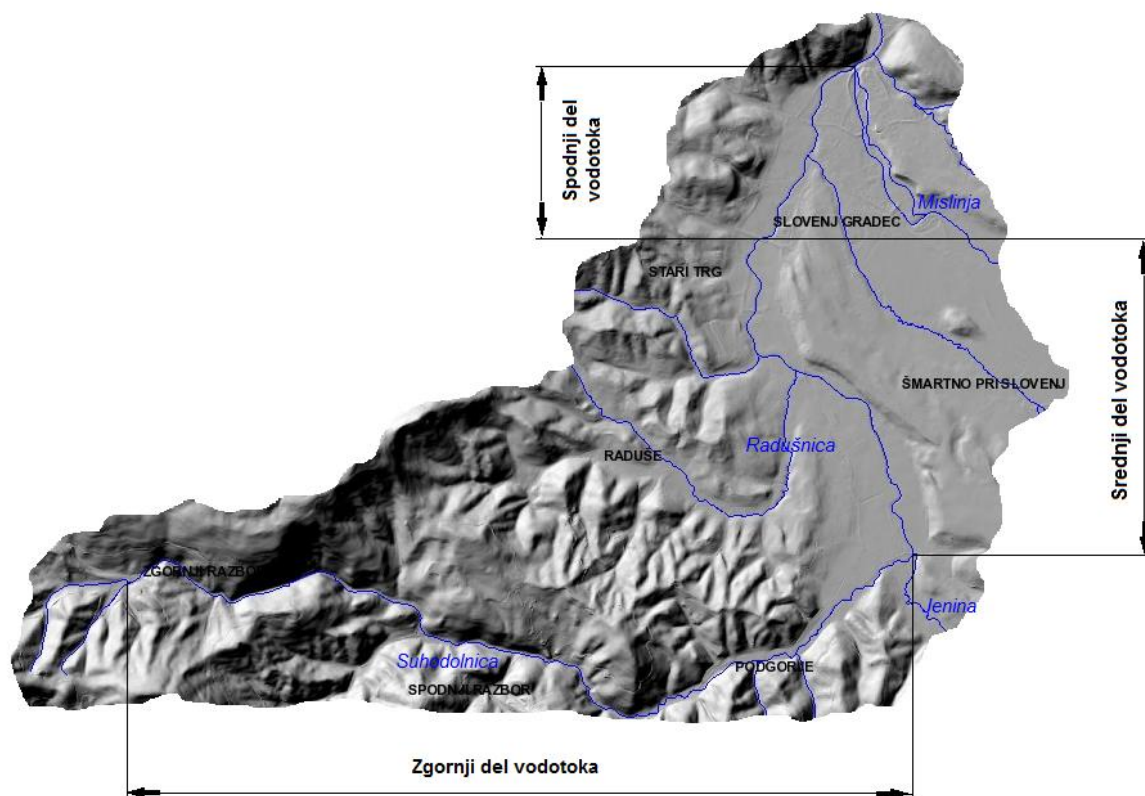 Spodnji del
vodotoka
Mislinja
SLOVENJ GRADEC
STARI TRG
Srednji del vodotoka
ŠMARTNO PRI SLOVENJ
Radušnica
RADUŠE
ZGORNJI RAZBOR
Jenina
Suhodolnica
PODGORJE
SPODNJI RAZBOR
Zgornji del vodotoka